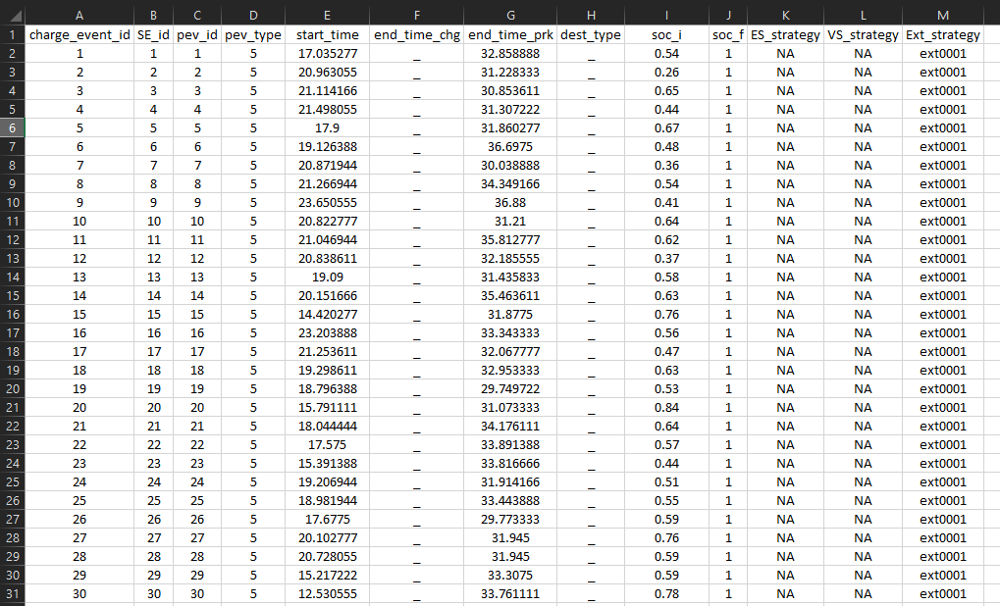 A B C D E F G H I J K L M
1 charge_event_id SE_id pev_id pev_type start_time end_time_chg end_time_prk dest_type soc_i soc_f ES_strategy VS_strategy Ext_strategy
2 1 1 1 5 17.035277 _ 32.858888 _ 0.54 1 NA NA ext0001
3 2 2 2 5 20.963055 _ 31.228333 _ 0.26 1 NA NA ext0001
4 3 3 3 5 21.114166 _ 30.853611 _ 0.65 1 NA NA ext0001
5 4 4 4 5 21.498055 _ 31.307222 _ 0.44 1 NA NA ext0001
6 5 5 5 5 17.9 _ 31.860277 _ 0.67 1 NA NA ext0001
7 6 6 6 5 19.126388 _ 36.6975 _ 0.48 1 NA NA ext0001
8 7 7 7 5 20.871944 _ 30.038888 _ 0.36 1 NA NA ext0001
9 8 8 8 5 21.266944 _ 34.349166 _ 0.54 1 NA NA ext0001
10 9 9 9 5 23.650555 _ 36.88 _ 0.41 1 NA NA ext0001
11 10 10 10 5 20.822777 _ 31.21 _ 0.64 1 NA NA ext0001
12 11 11 11 5 21.046944 _ 35.812777 _ 0.62 1 NA NA ext0001
13 12 12 12 5 20.838611 _ 32.185555 _ 0.37 1 NA NA ext0001
14 13 13 13 5 19.09 _ 31.435833 _ 0.58 1 NA NA ext0001
15 14 14 14 5 20.151666 _ 35.463611 _ 0.63 1 NA NA ext0001
16 15 15 15 5 14.420277 _ 31.8775 _ 0.76 1 NA NA ext0001
17 16 16 16 5 23.203888 _ 33.343333 _ 0.56 1 NA NA ext0001
18 17 17 17 5 21.253611 _ 32.067777 _ 0.47 1 NA NA ext0001
19 18 18 18 5 19.298611 _ 32.953333 _ 0.63 1 NA NA ext0001
20 19 19 19 5 18.796388 _ 29.749722 _ 0.53 1 NA NA ext0001
21 20 20 20 5 15.791111 _ 31.073333 _ 0.84 1 NA NA ext0001
22 21 21 21 5 18.044444 _ 34.176111 _ 0.64 1 NA NA ext0001
23 22 22 22 5 17.575 _ 33.891388 _ 0.57 1 NA NA ext0001
24 23 23 23 5 15.391388 _ 33.816666 _ 0.44 1 NA NA ext0001
25 24 24 24 5 19.206944 _ 31.914166 _ 0.51 1 NA NA ext0001
26 25 25 25 5 18.981944 _ 33.443888 _ 0.55 1 NA NA ext0001
27 26 26 26 5 17.6775 _ 29.773333 _ 0.59 1 NA NA ext0001
28 27 27 27 5 20.102777 _ 31.945 _ 0.76 1 NA NA ext0001
29 28 28 28 5 20.728055 _ 31.945 _ 0.59 1 NA NA ext0001
30 29 29 29 5 15.217222 _ 33.3075 _ 0.59 1 NA NA ext0001
31 30 30 30 5 12.530555 _ 33.761111 _ 0.78 1 NA NA ext0001